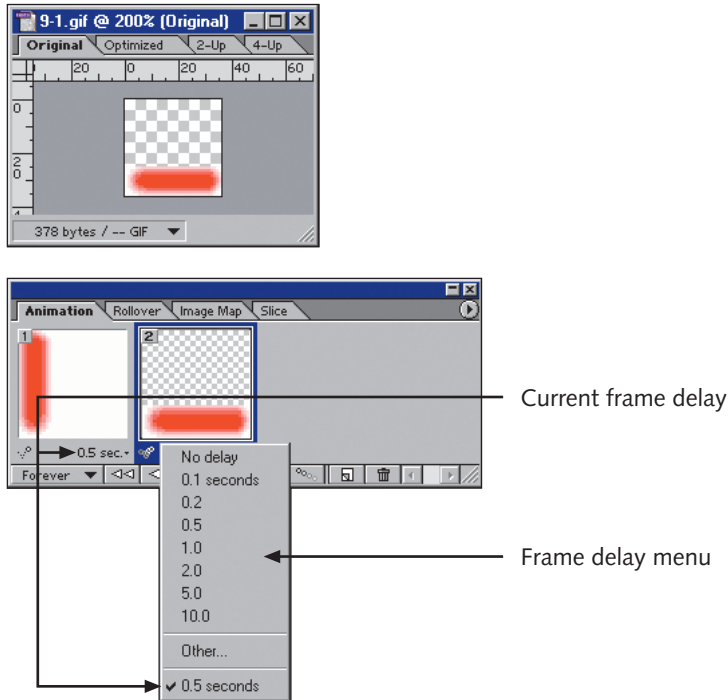 9-1.gif @ 200% (Original)
Original Optimized 2-Up 4-Up
20 0 20 40 60
0
20
4
378 bytes / -- GIF
Animation Rollover Image Map Slice
1 2
Current frame delay
0.5 sec.
Forever
No delay
0.1 seconds
0.2
0.5
1.0
2.0
5.0
10.0
Other...
0.5 seconds
Frame delay menu